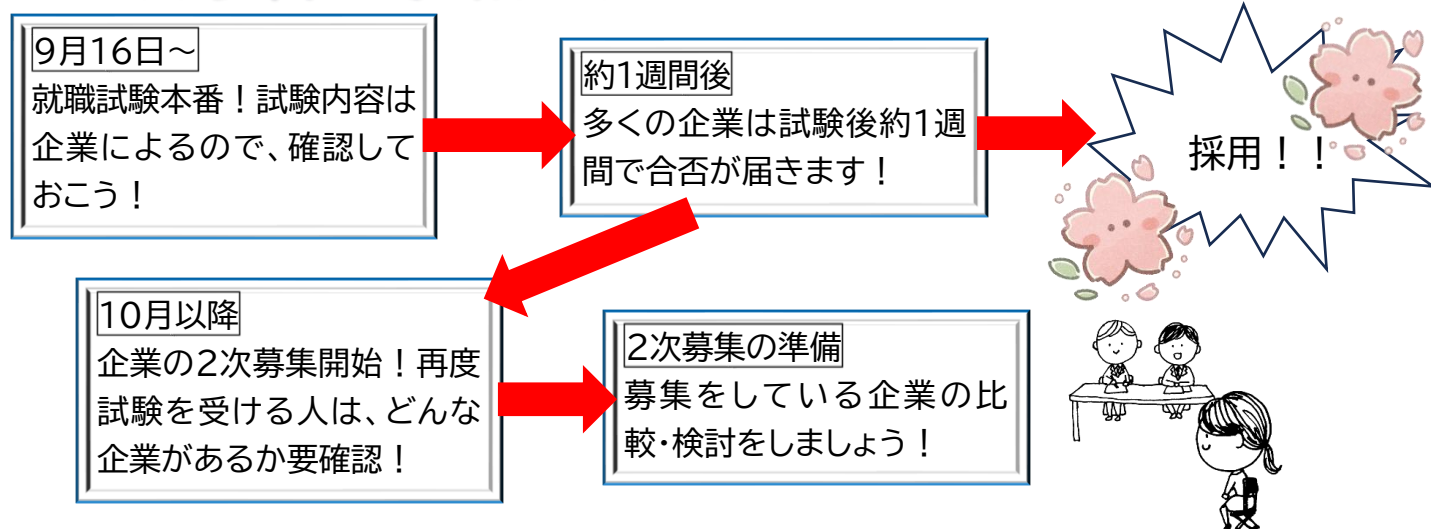 9月16日~
就職試験本番！試験内容は
企業によるので、確認して
おこう！
約1週間後
多くの企業は試験後約1週
間で合否が届きます！
採用！！
10月以降
企業の2次募集開始！再度
試験を受ける人は、どんな
企業があるか要確認！
2次募集の準備
募集をしている企業の比
較・検討をしましょう！